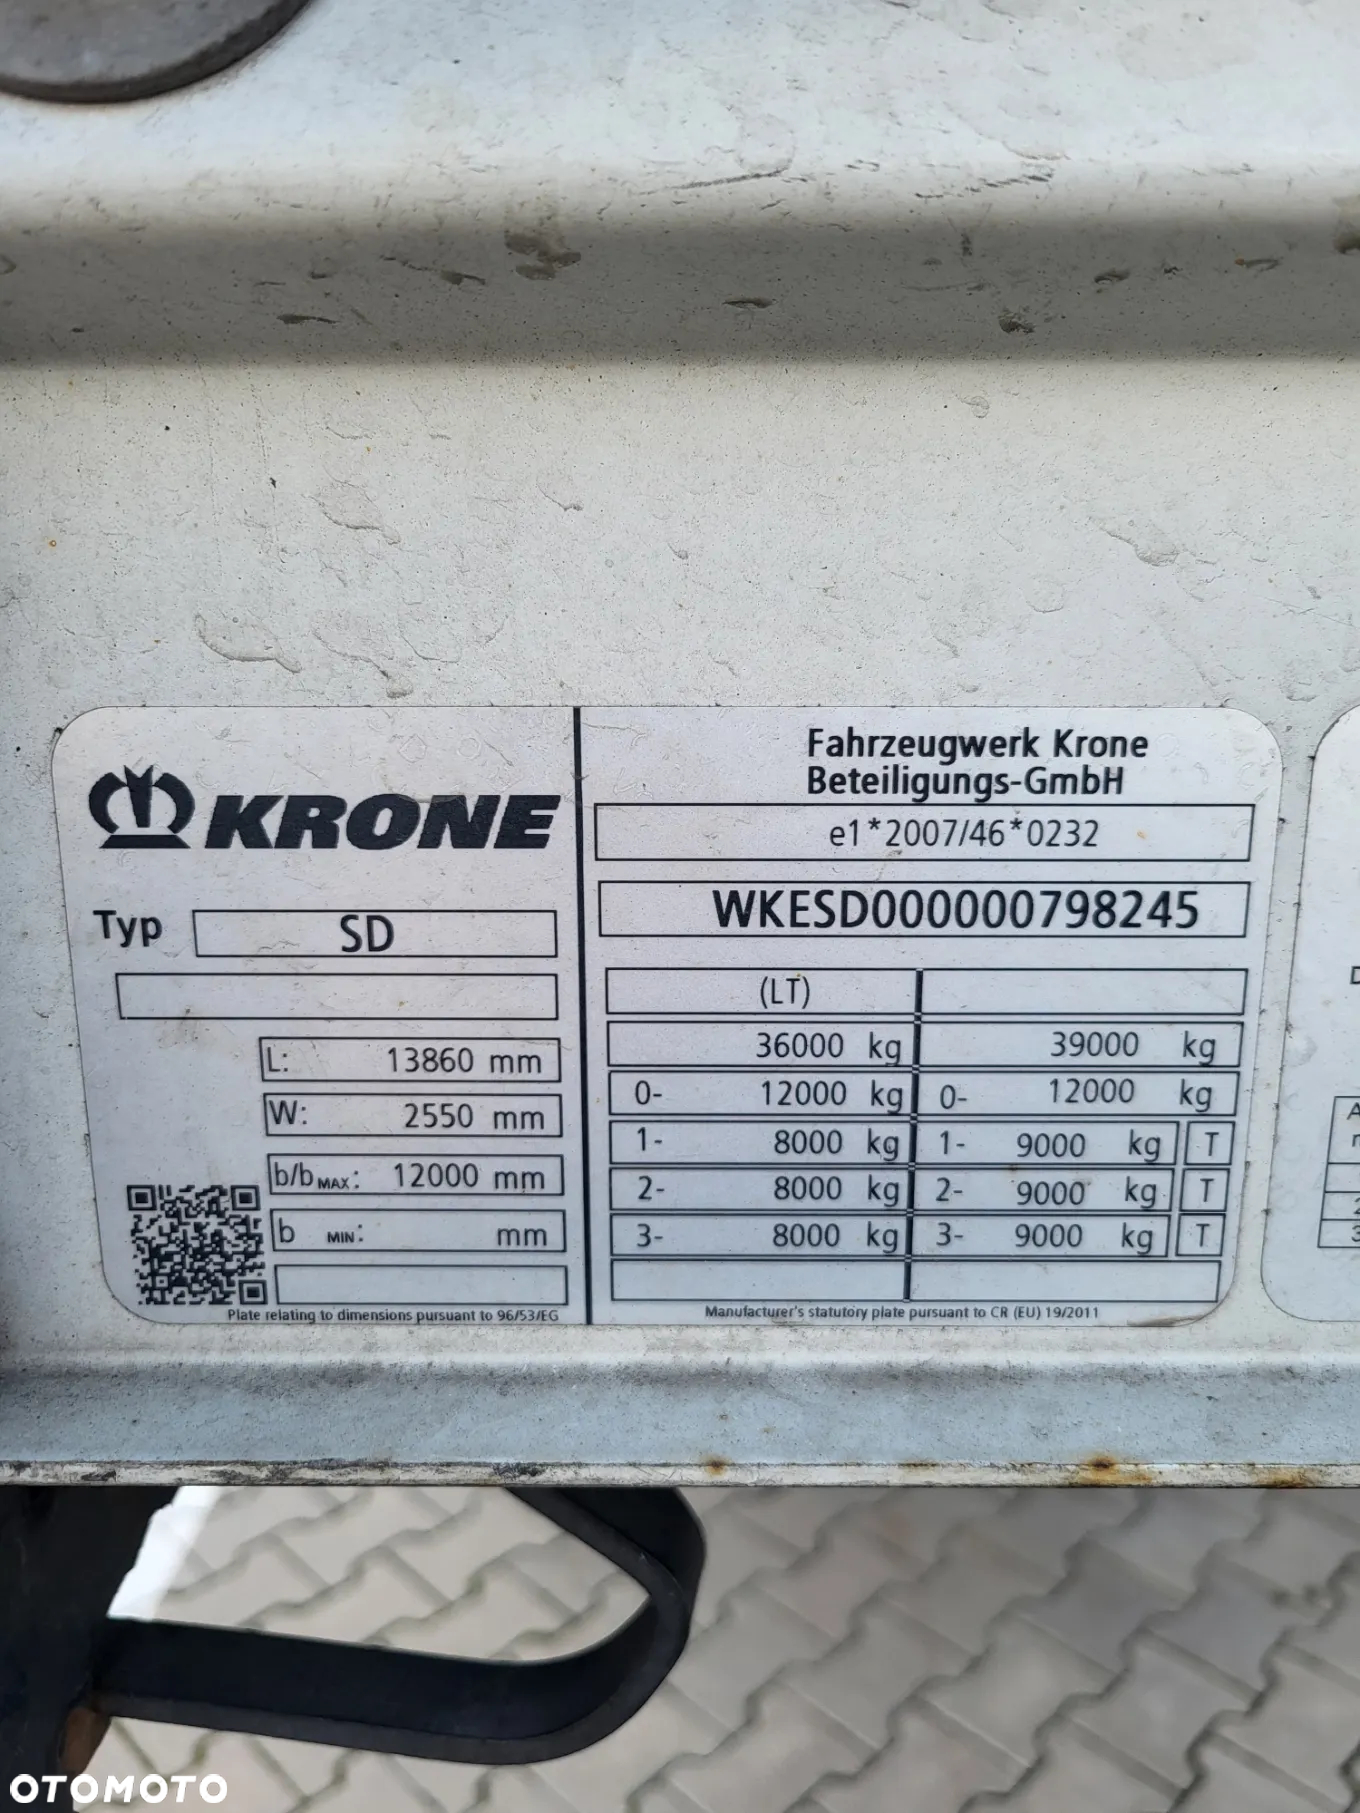 KRONE
Typ SD
L: 13860 mm
W: 2550 mm
b/b MAX: 12000 mm
b MIN: mm
Plate relating to dimensions pursuant to 96/53/EG
Fahrzeugwerk Krone
Beteiligungs-GmbH
e1*2007/46*0232
WKESD000000798245
(LT)
36000 kg 39000 kg
0- 12000 kg 0- 12000 kg
1- 8000 kg 1- 9000 kg T
2- 8000 kg 2- 9000 kg T
3- 8000 kg 3- 9000 kg T
Manufacturer's statutory plate pursuant to CR (EU) 19/2011
OTOMOTO